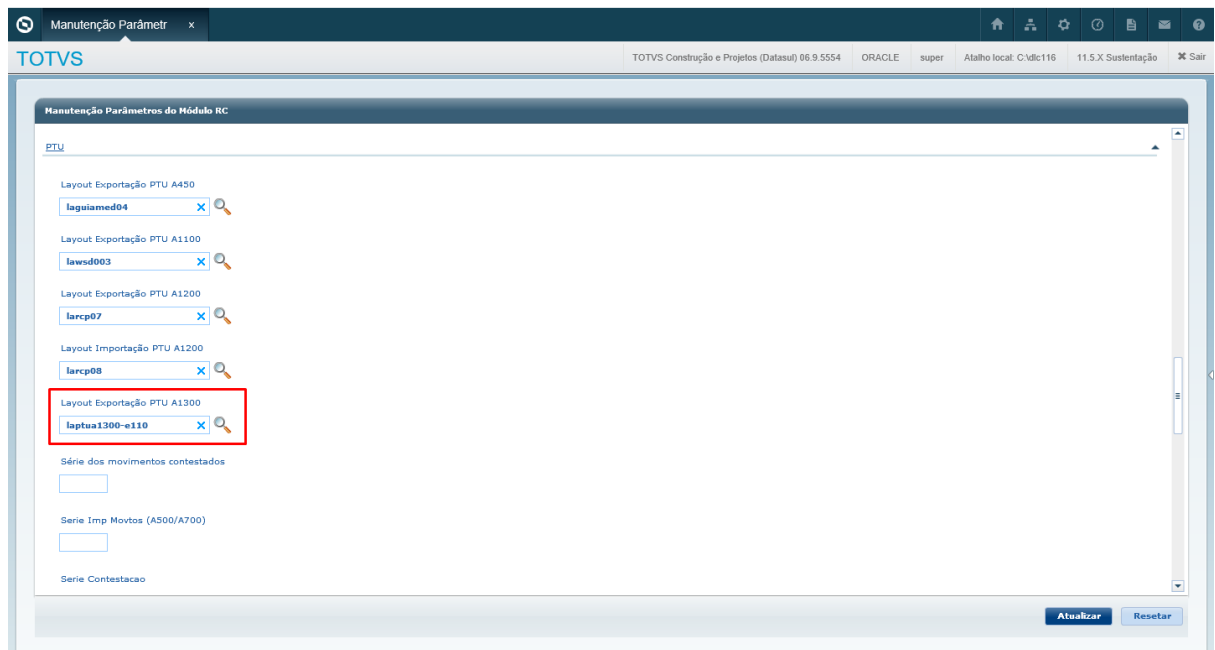 Manutenção Parâmetr x
TOTVS
TOTVS Construção e Projetos (Datasul) 06.9.5554 ORACLE super Atalho local: C:\dlc116 11.5.X Sustentação ✖ Sair
Manutenção Parâmetros do Módulo RC
PTU
Layout Exportação PTU A450
laguiamed04
Layout Exportação PTU A1100
lawsd003
Layout Exportação PTU A1200
larcp07
Layout Importação PTU A1200
larcp08
Layout Exportação PTU A1300
laptua1300-e110
Série dos movimentos contestados
Serie Imp Movtos (A500/A700)
Serie Contestacao
Atualizar Resetar